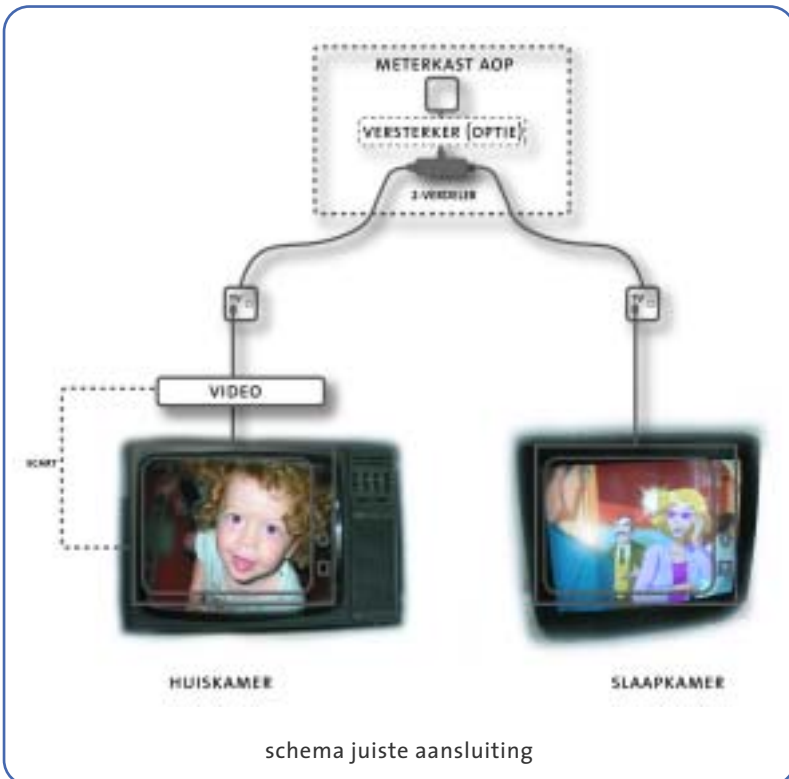 METERKAST AOP
VERSTERKER (OPTIE)
2-VERDELER
TV
TV
VIDEO
SCART
HUISKAMER
SLAAPKAMER
schema juiste aansluiting